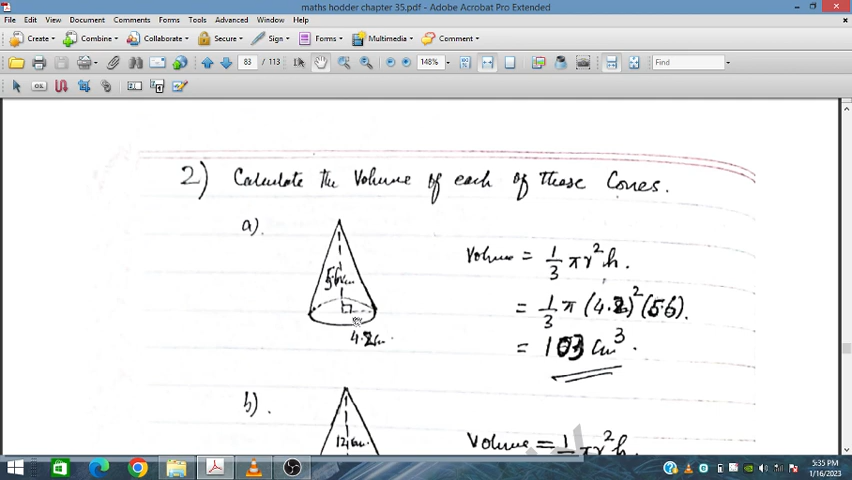 maths hodder chapter 35.pdf - Adobe Acrobat Pro Extended
File Edit View Document Comments Forms Tools Advanced Window Help
Create Combine Collaborate Secure Sign Forms Multimedia Comment
83 / 113 148% Find
2) Calculate the Volume of each of these Cones.
a).
5.6cm
4.2cm
Volume = 1/3 πr²h.
= 1/3 π (4.2)² (5.6).
= 103 cm³.
b).
12cm
Volume = 1/3 πr²h.
5:35 PM
1/16/2023